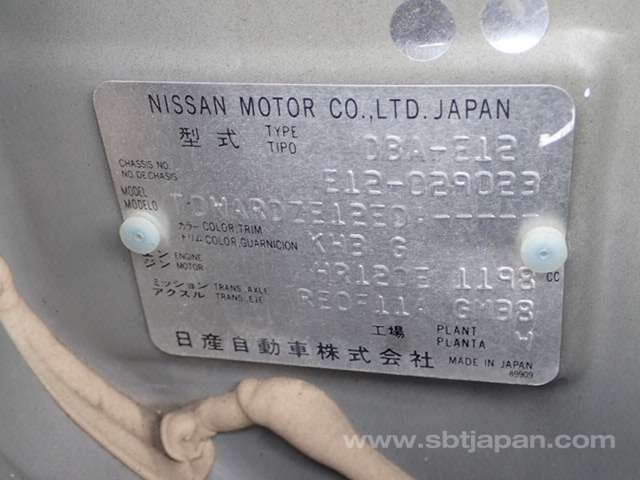 NISSAN MOTOR CO.,LTD. JAPAN
型式 TYPE TIPO DBA-E12
CHASSIS NO. NO.DE.CHASIS E12-029023
MODEL MODELO -----
カラー COLOR,TRIM トリム COLOR,GUARNICION KHB G
エンジン ENGINE MOTOR HR12DE 1198 CC
ミッション TRANS. AXLE アクスル TRANS. EJE RE0F11A GM38
工場 PLANT PLANTA W
日産自動車株式会社 MADE IN JAPAN
89909
www.sbtjapan.com